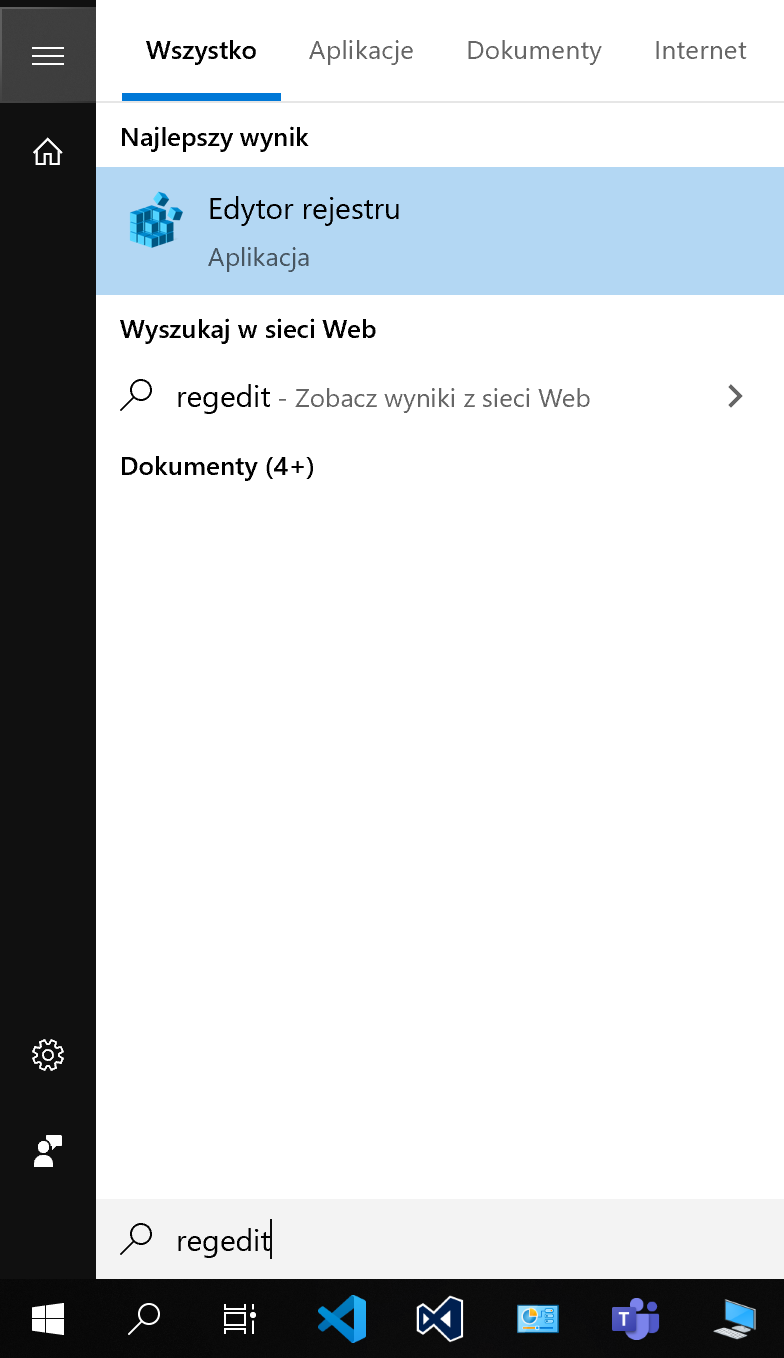 Wszystko Aplikacje Dokumenty Internet
Najlepszy wynik
Edytor rejestru
Aplikacja
Wyszukaj w sieci Web
regedit - Zobacz wyniki z sieci Web
Dokumenty (4+)
regedit
T